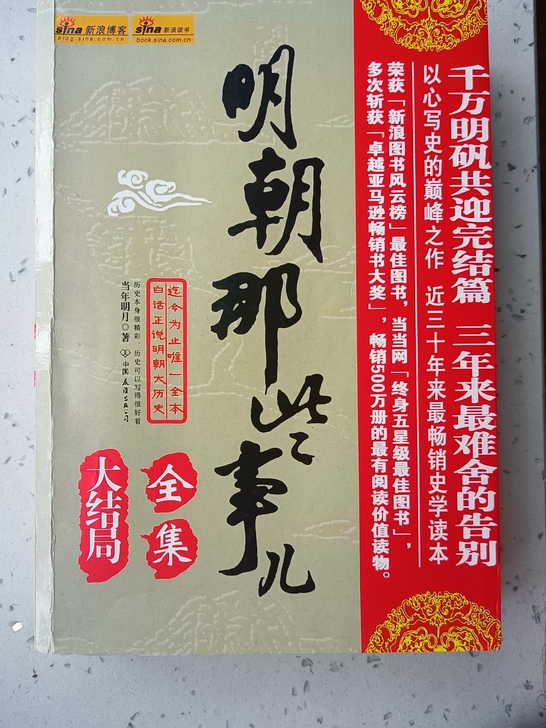 sina 新浪博客
blog.sina.com.cn
sina 新浪读书
book.sina.com.cn
千万明矾共迎完结篇 三年来最难舍的告别
以心写史的巅峰之作 近三十年来最畅销史学读本
荣获「新浪图书风云榜」最佳图书，当当网「终身五星级最佳图书」，
多次斩获「卓越亚马逊畅销书大奖」，畅销500万册的最有阅读价值读物。
明朝那些事儿
迄今为止唯一全本
白话正说明朝大历史
历史本身很精彩，历史可以写得很好看
当年明月 著
中国友谊出版公司
全集
大结局